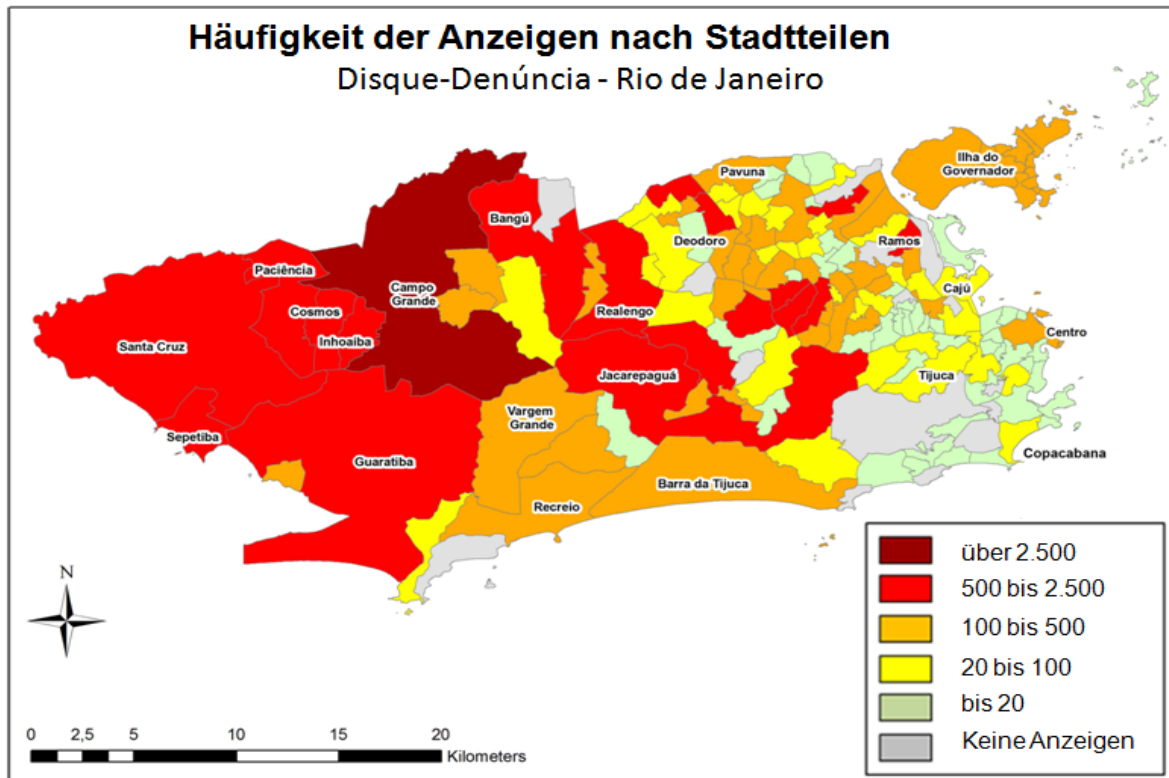 Häufigkeit der Anzeigen nach Stadtteilen
Disque-Denúncia - Rio de Janeiro
Ilha do
Governador
Pavuna
Bangú
Deodoro
Ramos
Paciência
Campo
Grande
Cajú
Cosmos
Realengo
Centro
Santa Cruz
Inhoaiba
Jacarepaguá
Tijuca
Vargem
Grande
Sepetiba
Guaratiba
Copacabana
Barra da Tijuca
Recreio
N
über 2.500
500 bis 2.500
100 bis 500
20 bis 100
bis 20
Keine Anzeigen
0 2,5 5 10 15 20
Kilometers